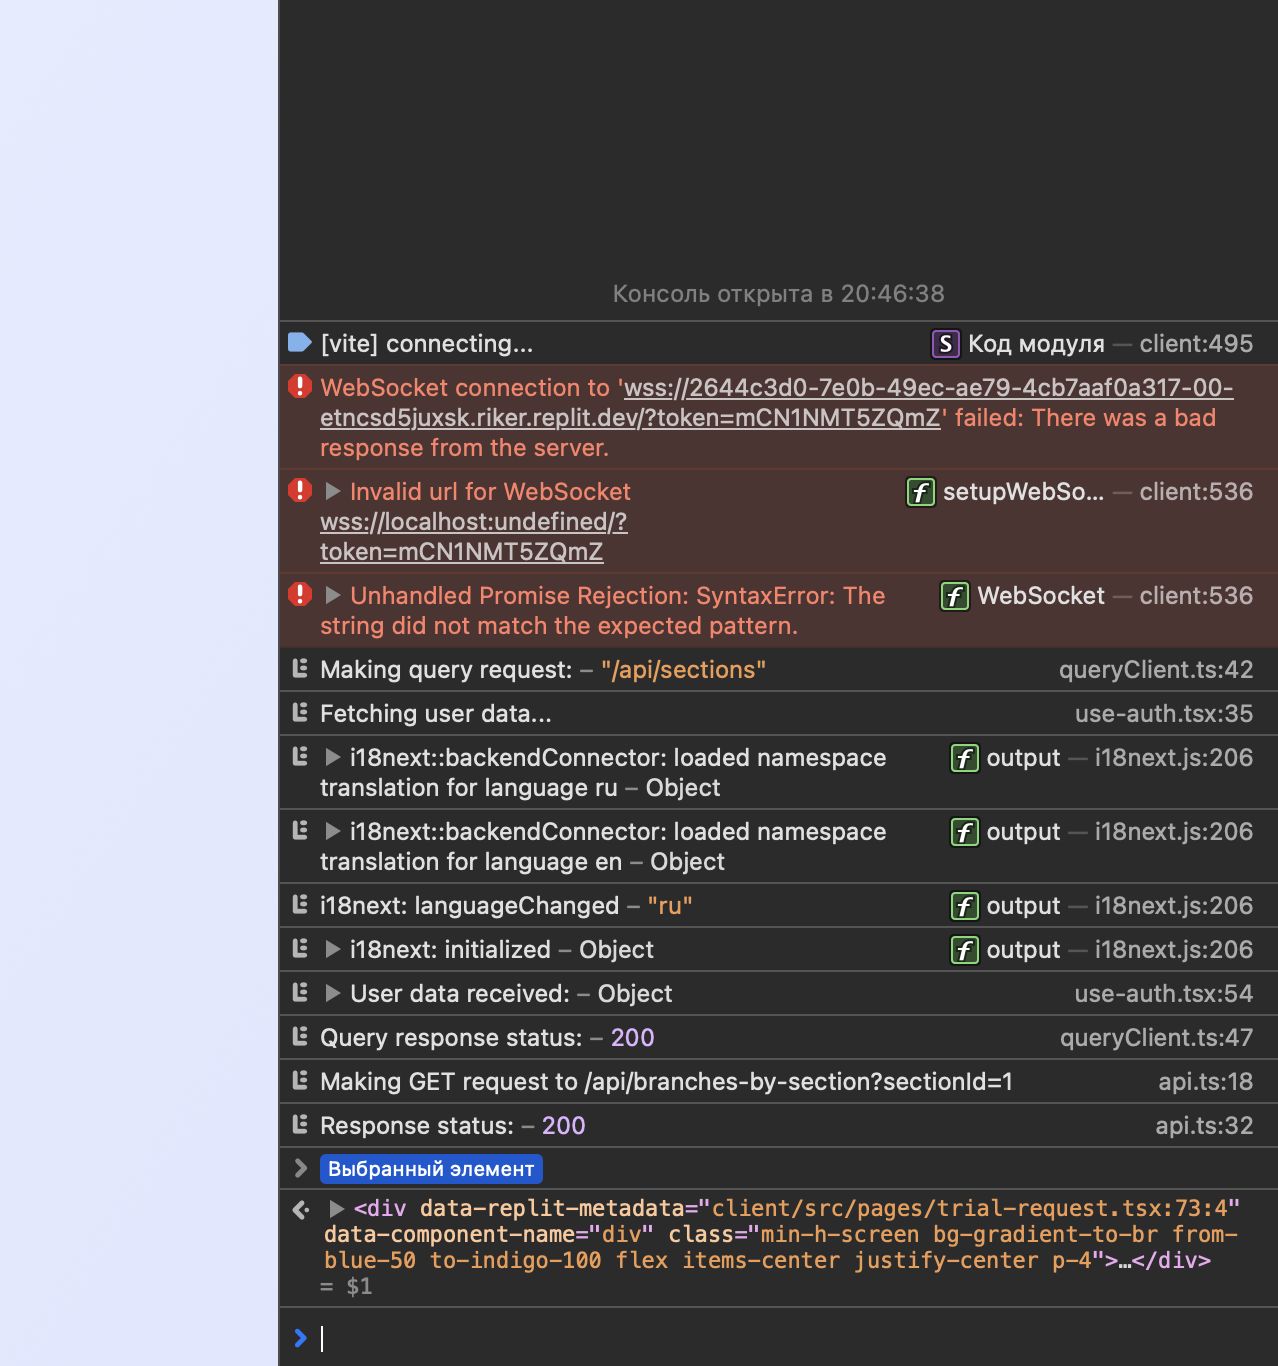 Консоль открыта в 20:46:38
[vite] connecting... S Код модуля — client:495
WebSocket connection to 'wss://2644c3d0-7e0b-49ec-ae79-4cb7aaf0a317-00-
etncsd5juxsk.riker.replit.dev/?token=mCN1NMT5ZQmZ' failed: There was a bad
response from the server.
Invalid url for WebSocket f setupWebSo... — client:536
wss://localhost:undefined/?
token=mCN1NMT5ZQmZ
Unhandled Promise Rejection: SyntaxError: The f WebSocket — client:536
string did not match the expected pattern.
Making query request: – "/api/sections" queryClient.ts:42
Fetching user data... use-auth.tsx:35
i18next::backendConnector: loaded namespace f output — i18next.js:206
translation for language ru – Object
i18next::backendConnector: loaded namespace f output — i18next.js:206
translation for language en – Object
i18next: languageChanged – "ru" f output — i18next.js:206
i18next: initialized – Object f output — i18next.js:206
User data received: – Object use-auth.tsx:54
Query response status: – 200 queryClient.ts:47
Making GET request to /api/branches-by-section?sectionId=1 api.ts:18
Response status: – 200 api.ts:32
Выбранный элемент
<div data-replit-metadata="client/src/pages/trial-request.tsx:73:4"
data-component-name="div" class="min-h-screen bg-gradient-to-br from-
blue-50 to-indigo-100 flex items-center justify-center p-4">…</div>
= $1